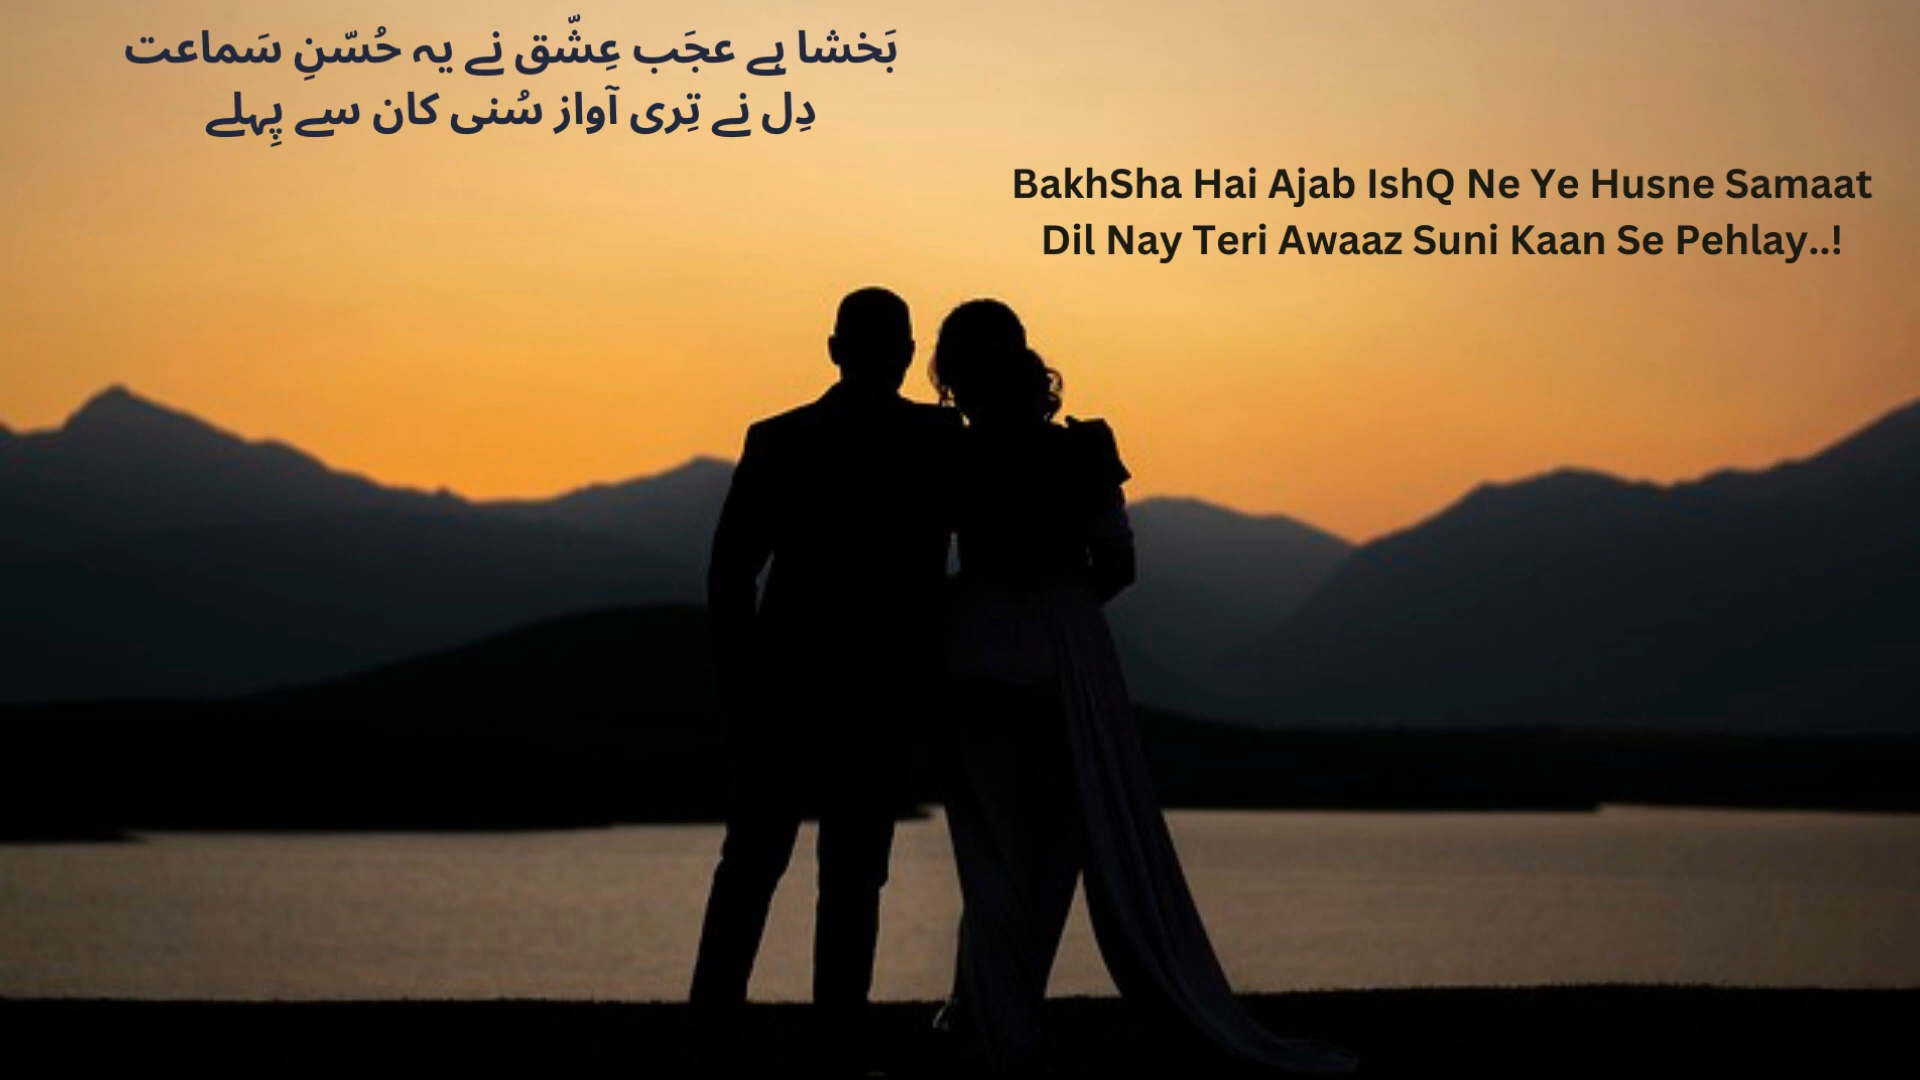 بَخشا ہے عجَب عِشّق نے یہ حُسّنِ سَماعت
دِل نے تِری آواز سُنی کان سے پِہلے
BakhSha Hai Ajab IshQ Ne Ye Husne Samaat
Dil Nay Teri Awaaz Suni Kaan Se Pehlay..!